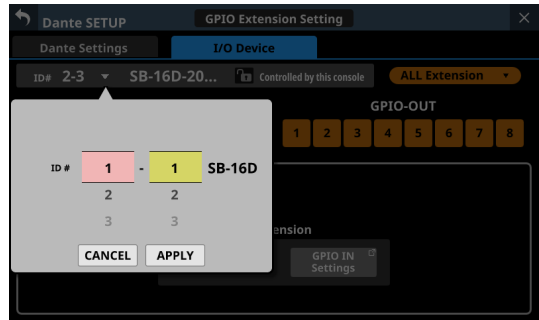 Dante SETUP GPIO Extension Setting
Dante Settings I/O Device
ID# 2-3 SB-16D-20... Controlled by this console ALL Extension
GPIO-OUT
1 2 3 4 5 6 7 8
ID # 1 - 1 SB-16D
2 2
3 3
CANCEL APPLY
ension
GPIO IN
Settings